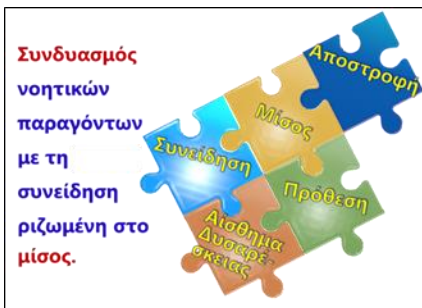 Συνδυασμός
νοητικών
παραγόντων
με τη
συνείδηση
ριζωμένη στο
μίσος.
Αποστροφή
Μίσος
Συνείδηση
Πρόθεση
Αίσθημα
Δυσαρέ-
σκειας